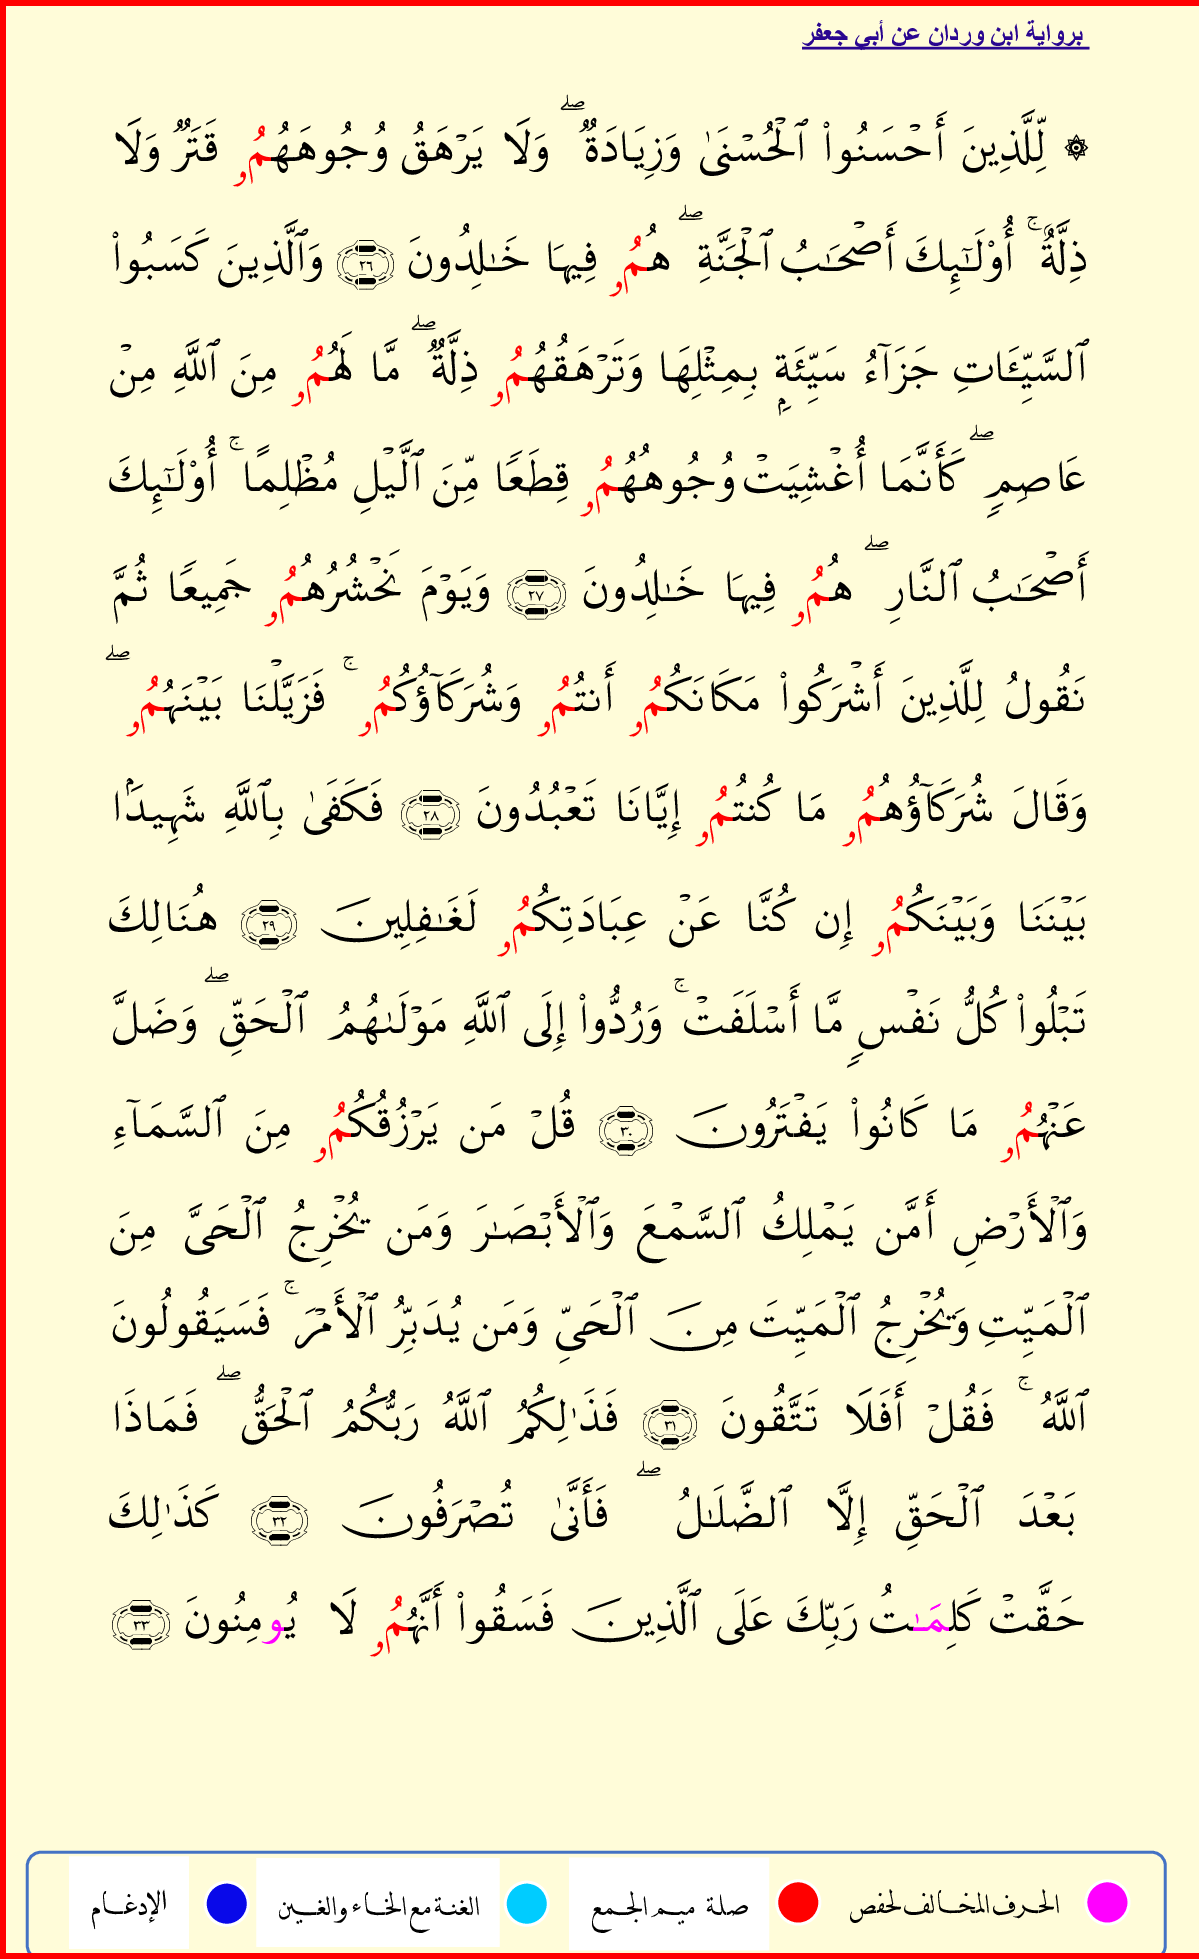 برواية ابن وردان عن أبي جعفر
۞ لِّلَّذِينَ أَحْسَنُواْ ٱلْحُسْنَىٰ وَزِيَادَةٌ ۖ وَلَا يَرْهَقُ وُجُوهَهُمُۥ قَتَرٌ وَلَا
ذِلَّةٌ ۚ أُوْلَـٰٓئِكَ أَصْحَـٰبُ ٱلْجَنَّةِ ۖ هُمُۥ فِيهَا خَـٰلِدُونَ ٢٦ وَٱلَّذِينَ كَسَبُواْ
ٱلسَّيِّـَٔاتِ جَزَآءُ سَيِّئَةِۭ بِمِثْلِهَا وَتَرْهَقُهُمُۥ ذِلَّةٌ ۖ مَّا لَهُمُۥ مِنَ ٱللَّهِ مِنْ
عَاصِمٍ ۖ كَأَنَّمَا أُغْشِيَتْ وُجُوهُهُمُۥ قِطَعًا مِّنَ ٱلَّيْلِ مُظْلِمًا ۚ أُوْلَـٰٓئِكَ
أَصْحَـٰبُ ٱلنَّارِ ۖ هُمُۥ فِيهَا خَـٰلِدُونَ ٢٧ وَيَوْمَ نَحْشُرُهُمُۥ جَمِيعًا ثُمَّ
نَقُولُ لِلَّذِينَ أَشْرَكُواْ مَكَانَكُمُۥ أَنتُمُۥ وَشُرَكَآؤُكُمُۥ ۚ فَزَيَّلْنَا بَيْنَهُمُۥ ۖ
وَقَالَ شُرَكَآؤُهُمُۥ مَا كُنتُمُۥ إِيَّانَا تَعْبُدُونَ ٢٨ فَكَفَىٰ بِٱللَّهِ شَهِيدَۢا
بَيْنَنَا وَبَيْنَكُمُۥ إِن كُنَّا عَنْ عِبَادَتِكُمُۥ لَغَـٰفِلِينَ ٢٩ هُنَالِكَ
تَبْلُواْ كُلُّ نَفْسٍ مَّا أَسْلَفَتْ ۚ وَرُدُّواْ إِلَى ٱللَّهِ مَوْلَىٰهُمُ ٱلْحَقِّ ۖ وَضَلَّ
عَنْهُمُۥ مَا كَانُواْ يَفْتَرُونَ ٣٠ قُلْ مَن يَرْزُقُكُمُۥ مِنَ ٱلسَّمَآءِ
وَٱلْأَرْضِ أَمَّن يَمْلِكُ ٱلسَّمْعَ وَٱلْأَبْصَـٰرَ وَمَن يُخْرِجُ ٱلْحَىَّ مِنَ
ٱلْمَيِّتِ وَيُخْرِجُ ٱلْمَيِّتَ مِنَ ٱلْحَىِّ وَمَن يُدَبِّرُ ٱلْأَمْرَ ۚ فَسَيَقُولُونَ
ٱللَّهُ ۚ فَقُلْ أَفَلَا تَتَّقُونَ ٣١ فَذَٰلِكُمُ ٱللَّهُ رَبُّكُمُ ٱلْحَقُّ ۖ فَمَاذَا
بَعْدَ ٱلْحَقِّ إِلَّا ٱلضَّلَـٰلُ ۖ فَأَنَّىٰ تُصْرَفُونَ ٣٢ كَذَٰلِكَ
حَقَّتْ كَلِمَـٰتُ رَبِّكَ عَلَى ٱلَّذِينَ فَسَقُواْ أَنَّهُمُۥ لَا يُومِنُونَ ٣٣
الحرف المخالف لحفص صلة ميم الجمع الغنة مع الخاء والغين الإدغام